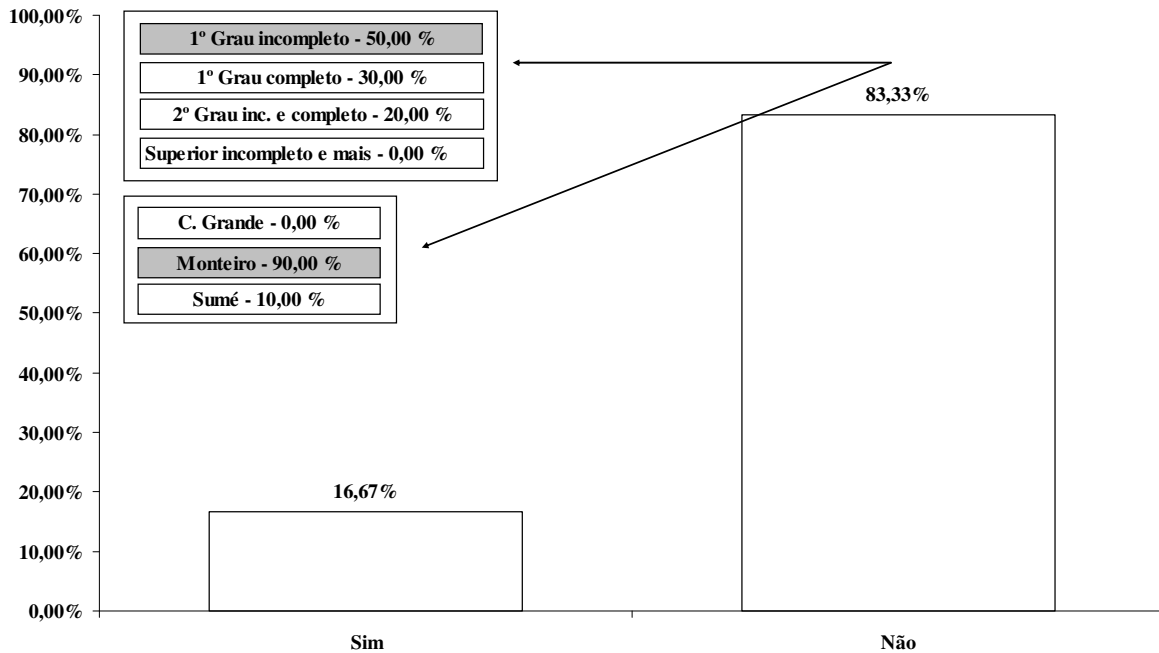 100,00%
90,00%
80,00%
70,00%
60,00%
50,00%
40,00%
30,00%
20,00%
10,00%
0,00%
1º Grau incompleto - 50,00 %
1º Grau completo - 30,00 %
2º Grau inc. e completo - 20,00 %
Superior incompleto e mais - 0,00 %
C. Grande - 0,00 %
Monteiro - 90,00 %
Sumé - 10,00 %
83,33%
16,67%
Sim
Não